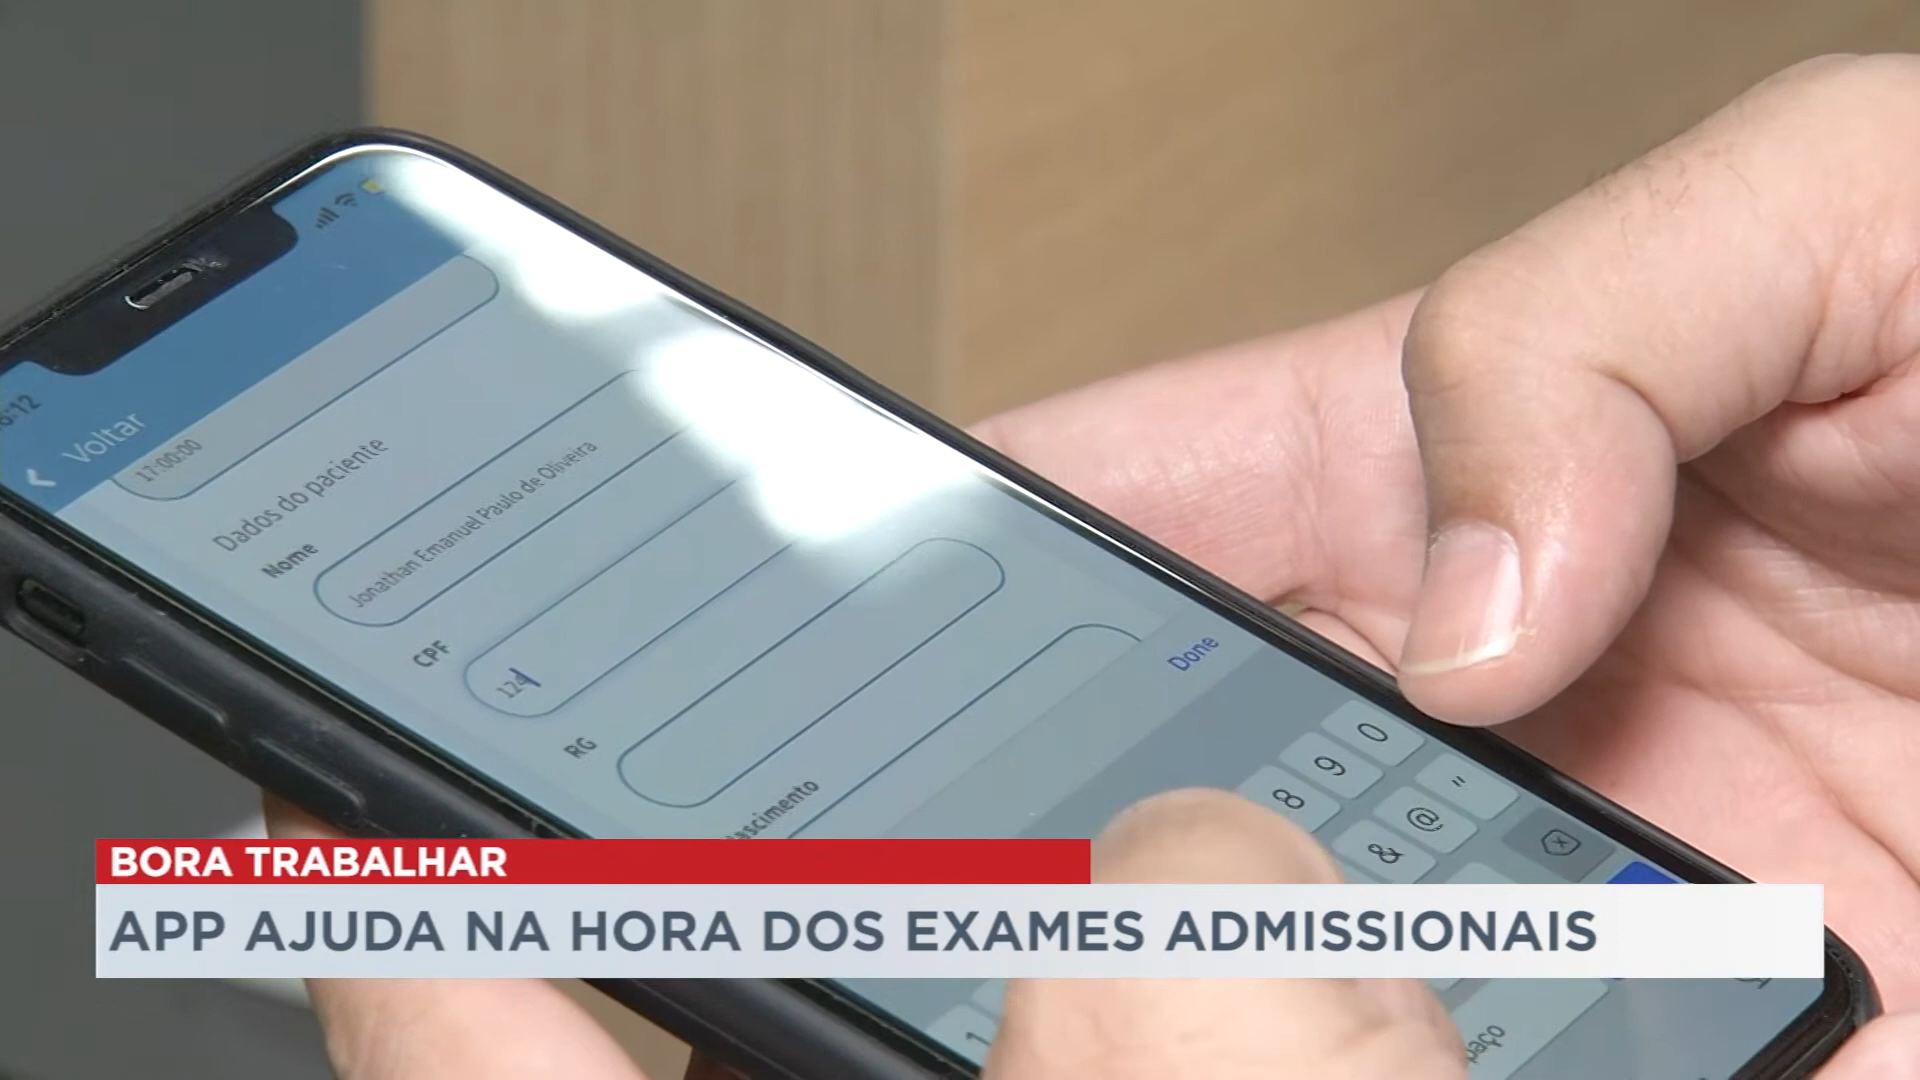 Voltar
17:00:00
Dados do paciente
Nome
Jonathan Emanuel Paulo de Oliveira
CPF
124
RG
Done
0
9
8
"
@
&
1
BORA TRABALHAR
APP AJUDA NA HORA DOS EXAMES ADMISSIONAIS